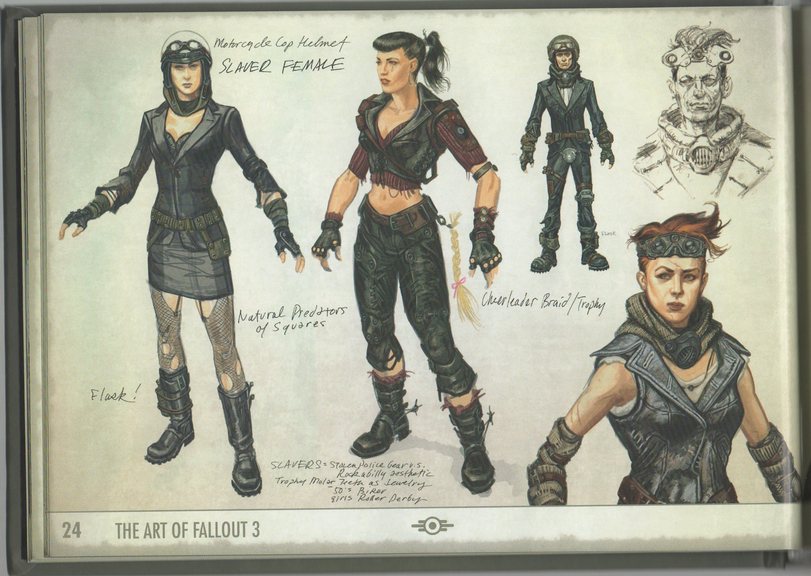 Motorcycle Cop Helmet
SLAVER FEMALE
Flask
Natural Predators
of Squares
Cheerleader Braid/Trophy
Flask!
SLAVERS = Stolen Police Gear v.s.
Rockabilly aesthetic
Trophy Molar Teeth as Jewelry
50's Biker
Girls Roller Derby
24 THE ART OF FALLOUT 3